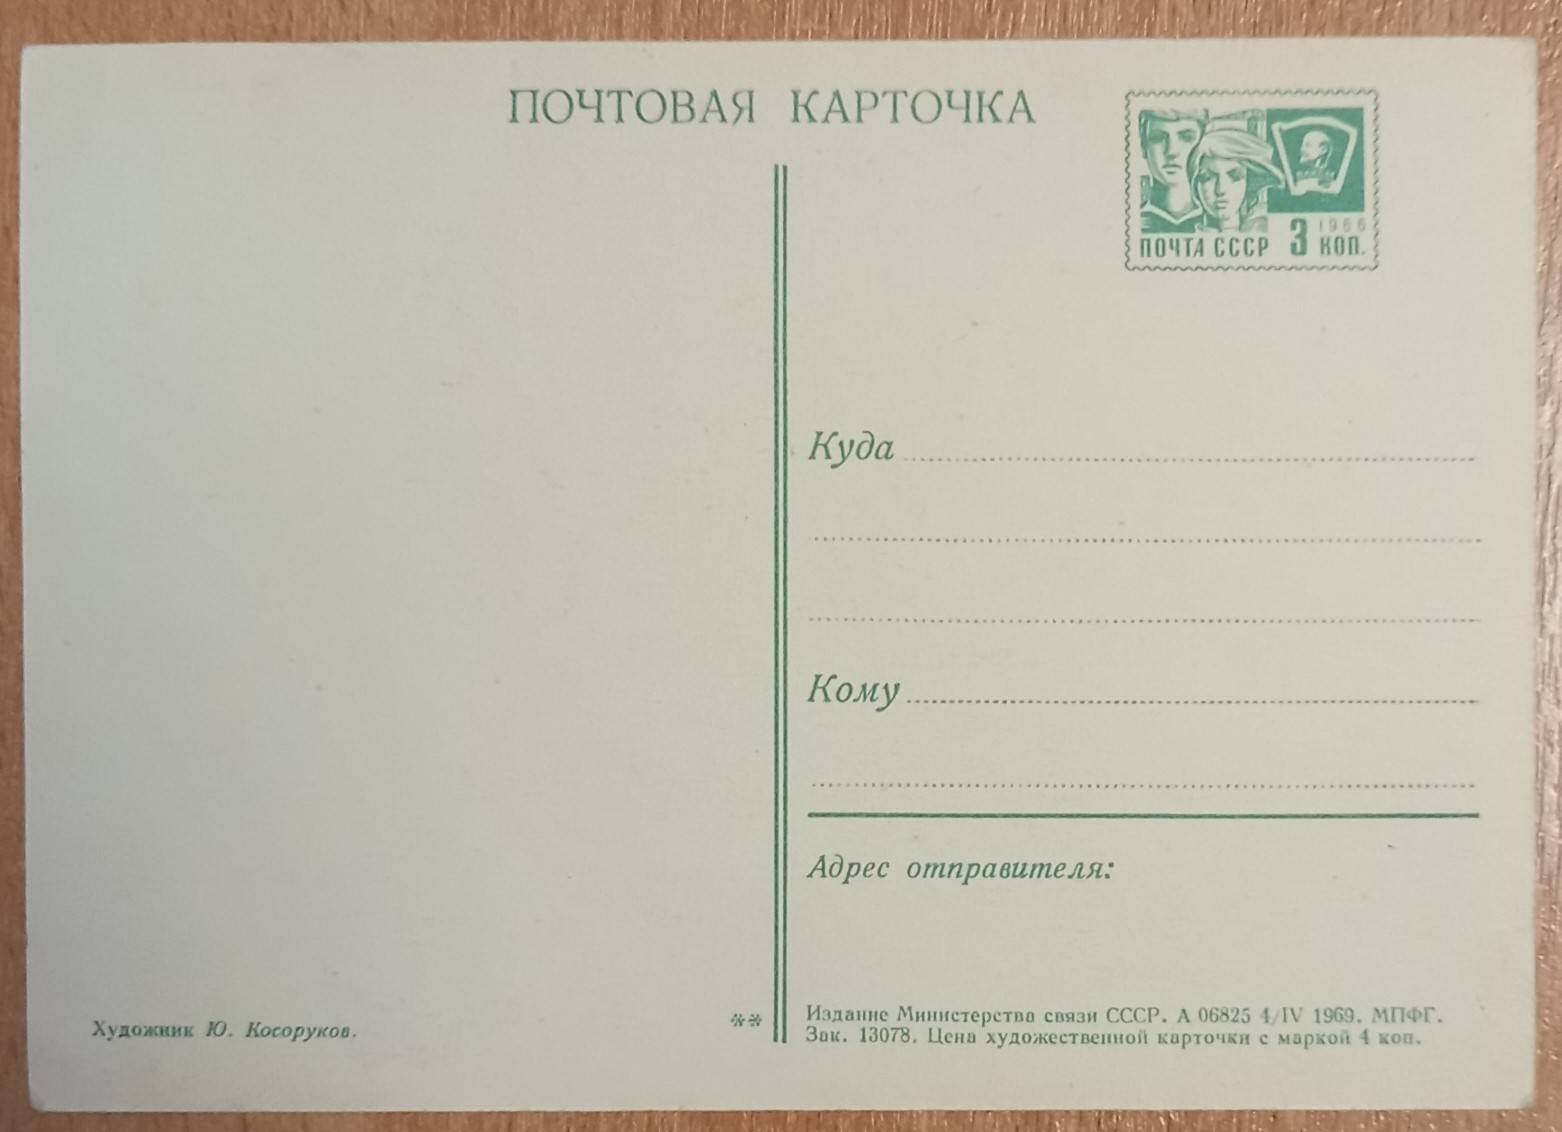 ПОЧТОВАЯ КАРТОЧКА
1966
ПОЧТА СССР 3 КОП.
Куда
Кому
Адрес отправителя:
Художник Ю. Косоруков.
**
Издание Министерства связи СССР. А 06825 4/IV 1969. МПФГ.
Зак. 13078. Цена художественной карточки с маркой 4 коп.